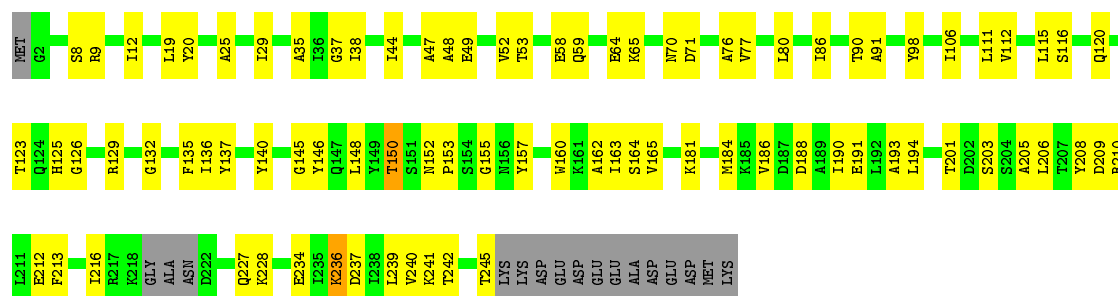 MET G2 S8 R9 I12 L19 Y20 A25 I29 A35 I36 G37 I38 I44 A47 A48 E49 V52 T53 E58 Q59 E64 K65 N70 D71 A76 V77 L80 I86 T90 A91 Y98 I106 L111 V112 L115 S116 Q120
T123 Q124 H125 G126 R129 G132 F135 I136 Y137 Y140 G145 Y146 Q147 L148 Y149 T150 S151 N152 P153 S154 G155 N156 Y157 W160 K161 A162 I163 S164 V165 K181 M184 K185 V186 D187 D188 A189 I190 E191 L192 A193 L194 T201 D202 S203 S204 A205 L206 T207 Y208 D209 R210
L211 E212 F213 I216 R217 K218 GLY ALA ASN D222 Q227 K228 E234 I235 K236 D237 I238 L239 V240 K241 T242 T245 LYS LYS ASP GLU ASP GLU GLU ALA ASP GLU ASP MET LYS